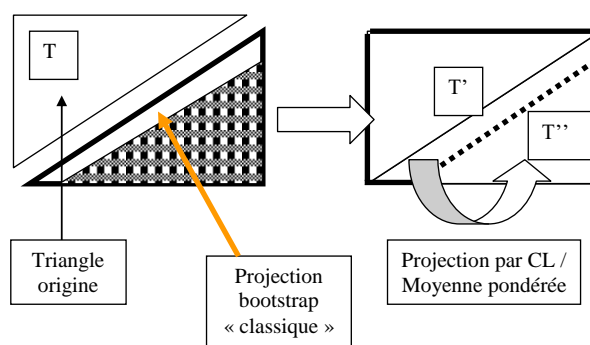 T
T'
T''
Triangle
origine
Projection
bootstrap
« classique »
Projection par CL /
Moyenne pondérée